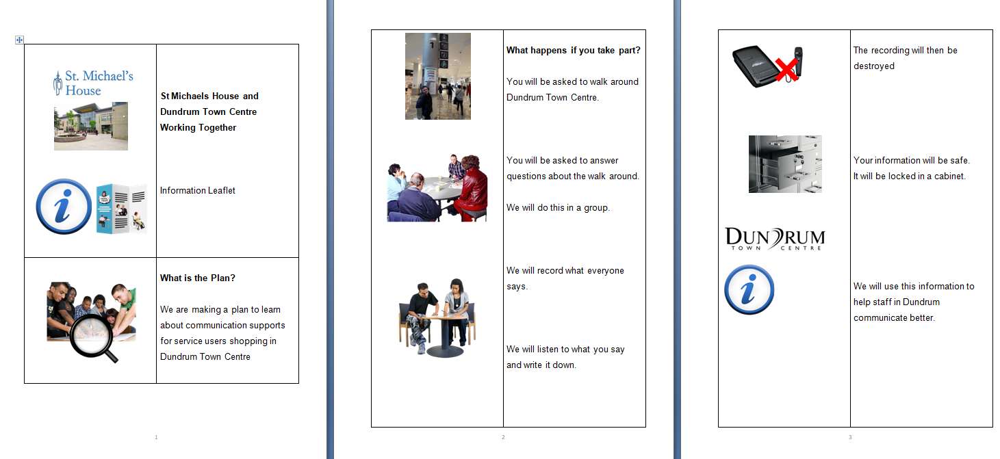 St. Michael's
House
St Michaels House and
Dundrum Town Centre
Working Together
Information Leaflet
What is the Plan?
We are making a plan to learn
about communication supports
for service users shopping in
Dundrum Town Centre
1
1
What happens if you take part?
You will be asked to walk around
Dundrum Town Centre.
You will be asked to answer
questions about the walk around.
We will do this in a group.
We will record what everyone
says.
We will listen to what you say
and write it down.
2
The recording will then be
destroyed
Your information will be safe.
It will be locked in a cabinet.
DUNDRUM
TOWN CENTRE
We will use this information to
help staff in Dundrum
communicate better.
3